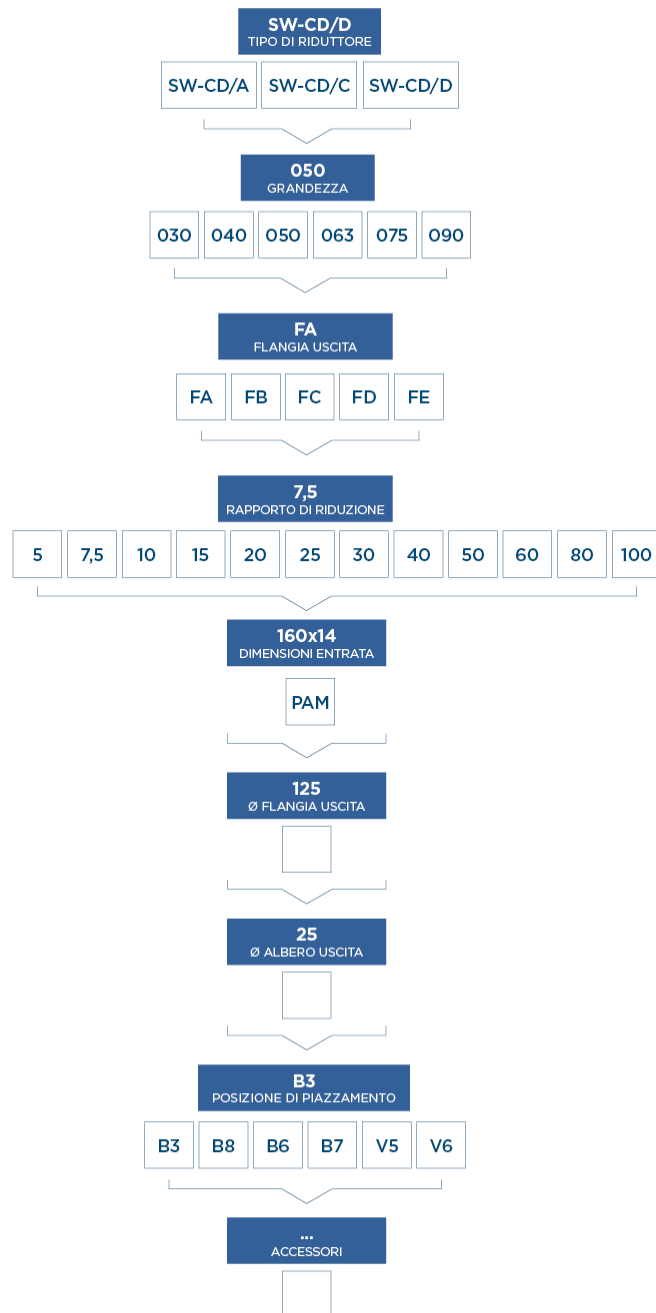 SW-CD/D
TIPO DI RIDUTTORE
SW-CD/A SW-CD/C SW-CD/D
050
GRANDEZZA
030 040 050 063 075 090
FA
FLANGIA USCITA
FA FB FC FD FE
7,5
RAPPORTO DI RIDUZIONE
5 7,5 10 15 20 25 30 40 50 60 80 100
160x14
DIMENSIONI ENTRATA
PAM
125
Ø FLANGIA USCITA
25
Ø ALBERO USCITA
B3
POSIZIONE DI PIAZZAMENTO
B3 B8 B6 B7 V5 V6
...
ACCESSORI